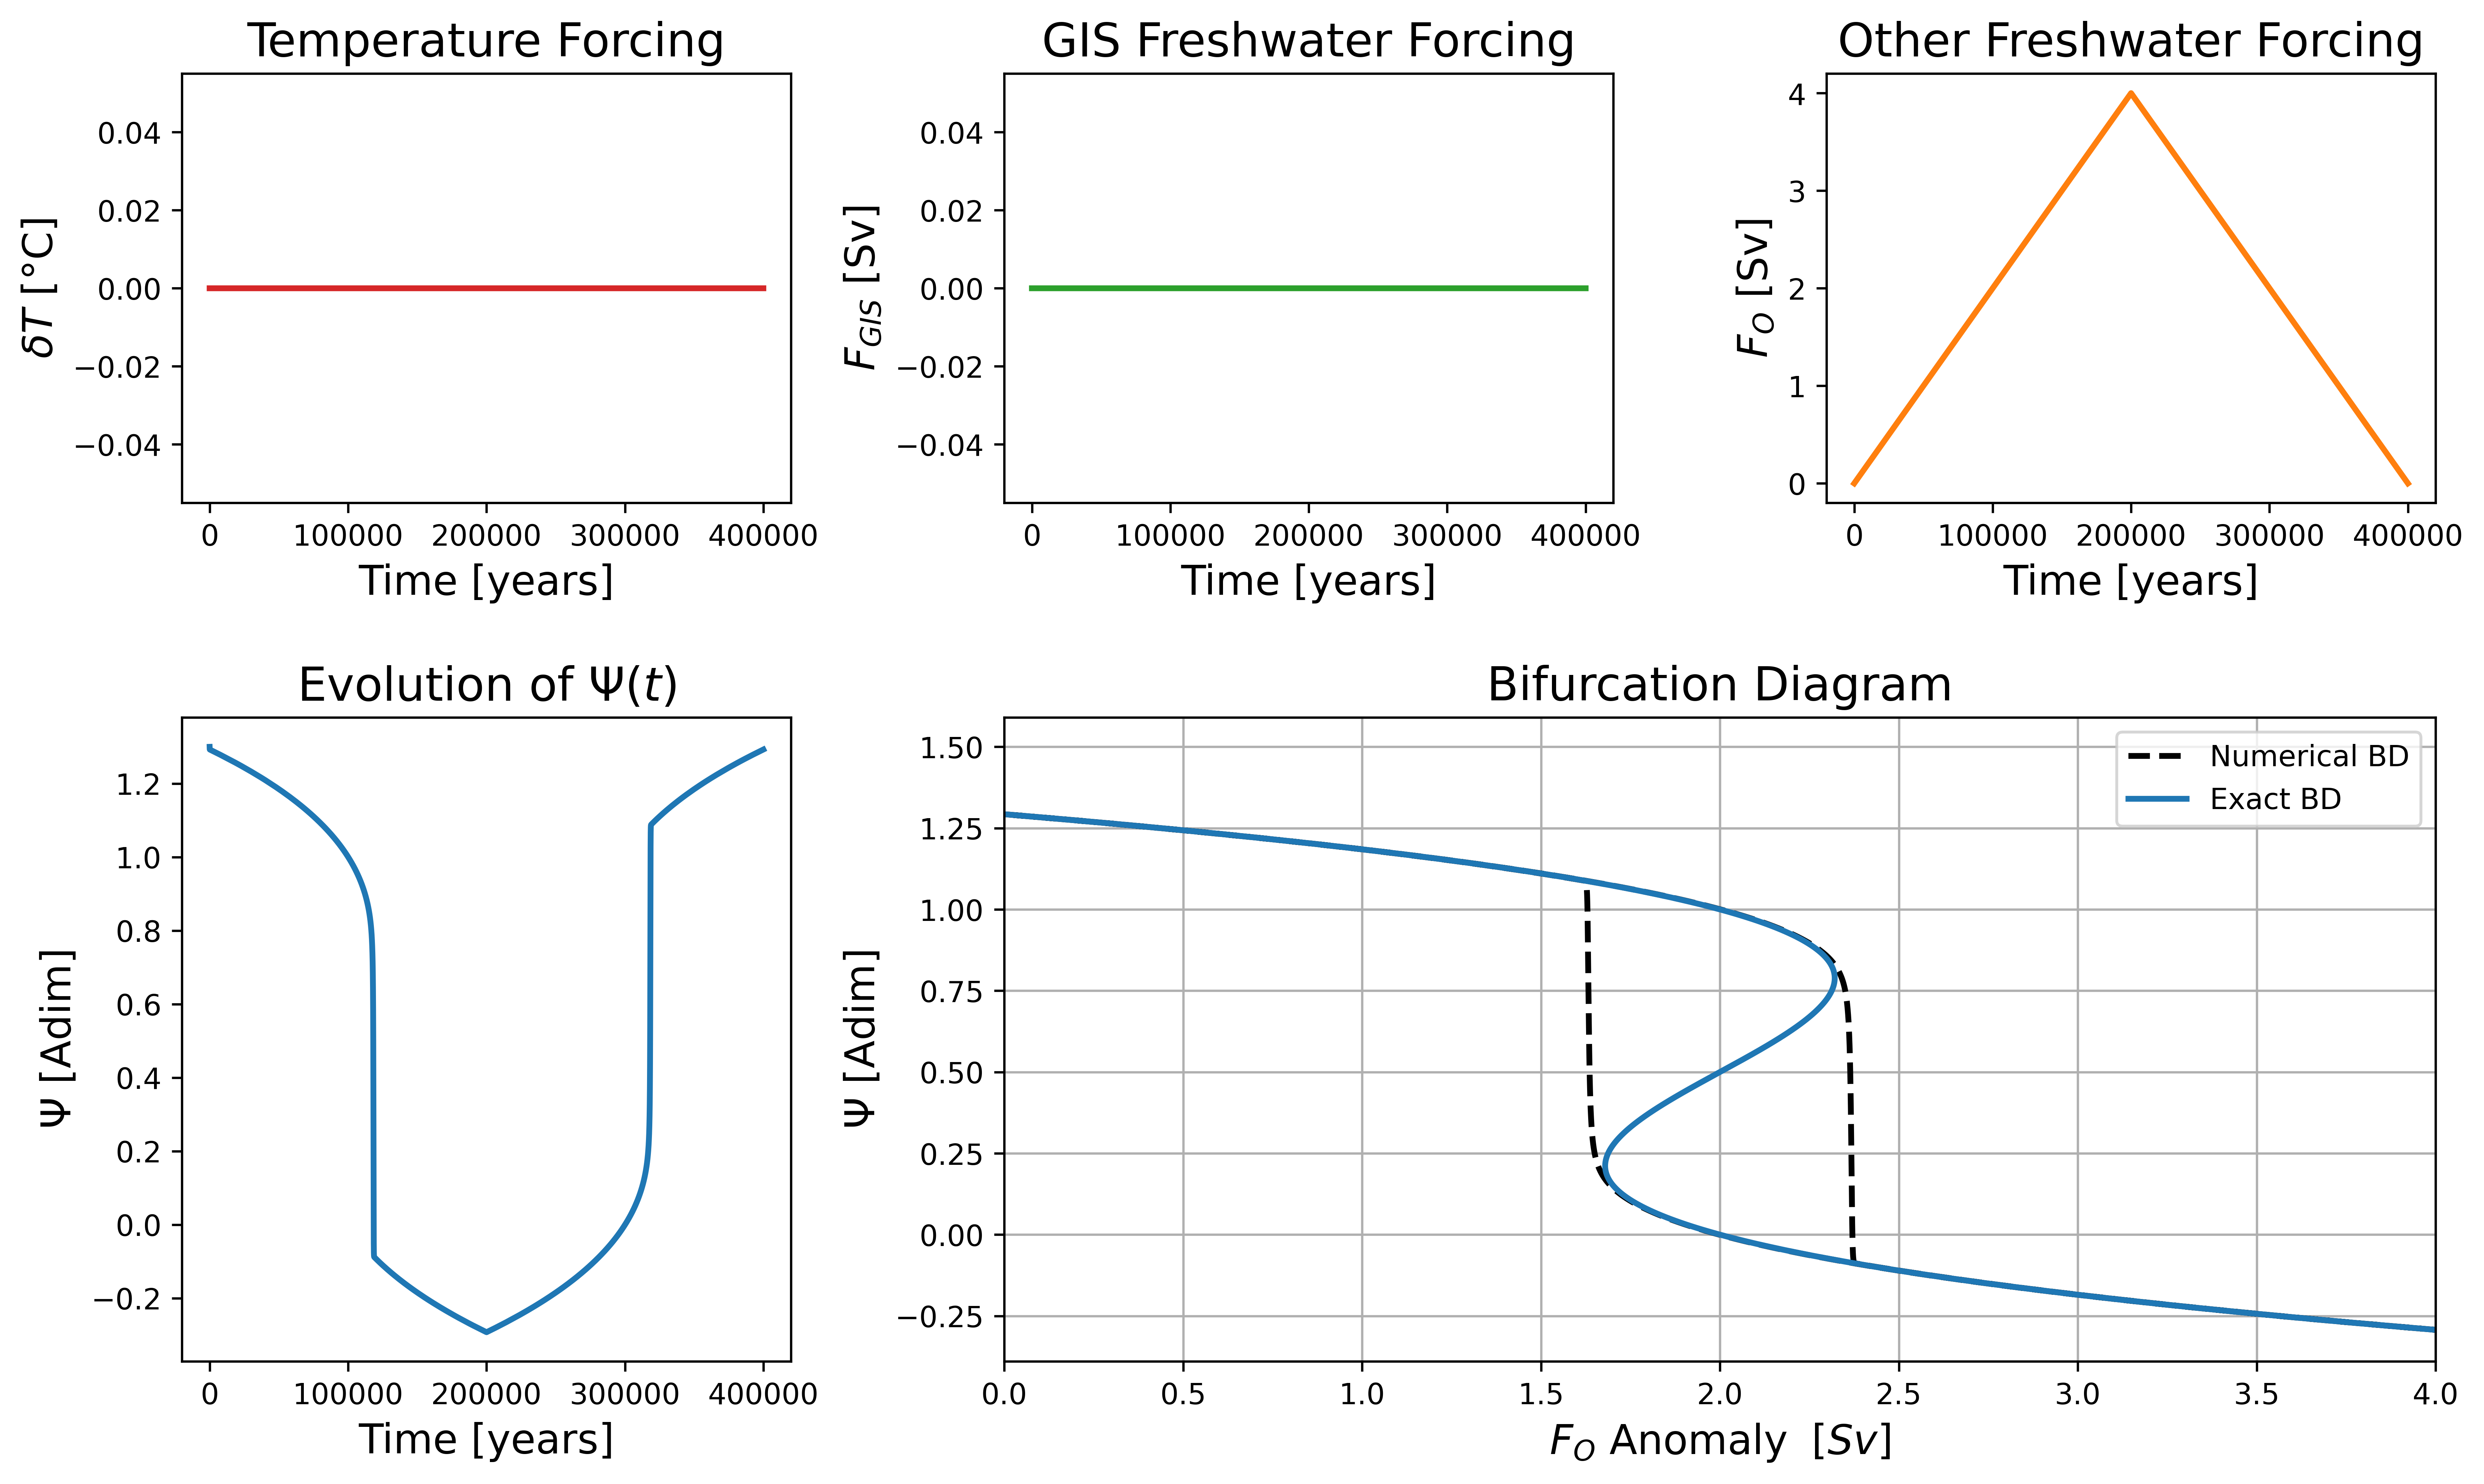 Temperature Forcing
GIS Freshwater Forcing
Other Freshwater Forcing
δT [°C]
0.04
0.02
0.00
−0.02
−0.04
0 100000 200000 300000 400000
Time [years]
F_GIS [Sv]
0.04
0.02
0.00
−0.02
−0.04
0 100000 200000 300000 400000
Time [years]
F_O [Sv]
4
3
2
1
0
0 100000 200000 300000 400000
Time [years]
Evolution of Ψ(t)
Ψ [Adim]
1.2
1.0
0.8
0.6
0.4
0.2
0.0
−0.2
0 100000 200000 300000 400000
Time [years]
Bifurcation Diagram
Ψ [Adim]
1.50
1.25
1.00
0.75
0.50
0.25
0.00
−0.25
Numerical BD
Exact BD
0.0 0.5 1.0 1.5 2.0 2.5 3.0 3.5 4.0
F_O Anomaly [Sv]